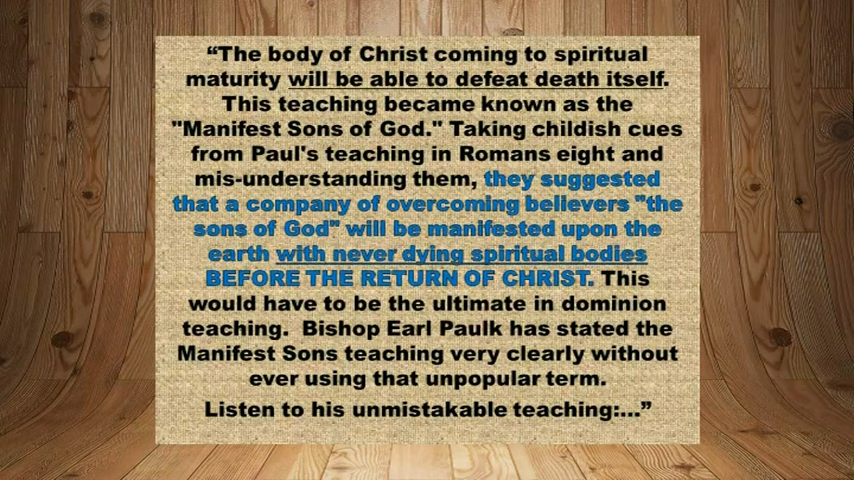 “The body of Christ coming to spiritual
maturity will be able to defeat death itself.
This teaching became known as the
"Manifest Sons of God." Taking childish cues
from Paul's teaching in Romans eight and
mis-understanding them, they suggested
that a company of overcoming believers "the
sons of God" will be manifested upon the
earth with never dying spiritual bodies
BEFORE THE RETURN OF CHRIST. This
would have to be the ultimate in dominion
teaching.  Bishop Earl Paulk has stated the
Manifest Sons teaching very clearly without
ever using that unpopular term.
Listen to his unmistakable teaching:...”